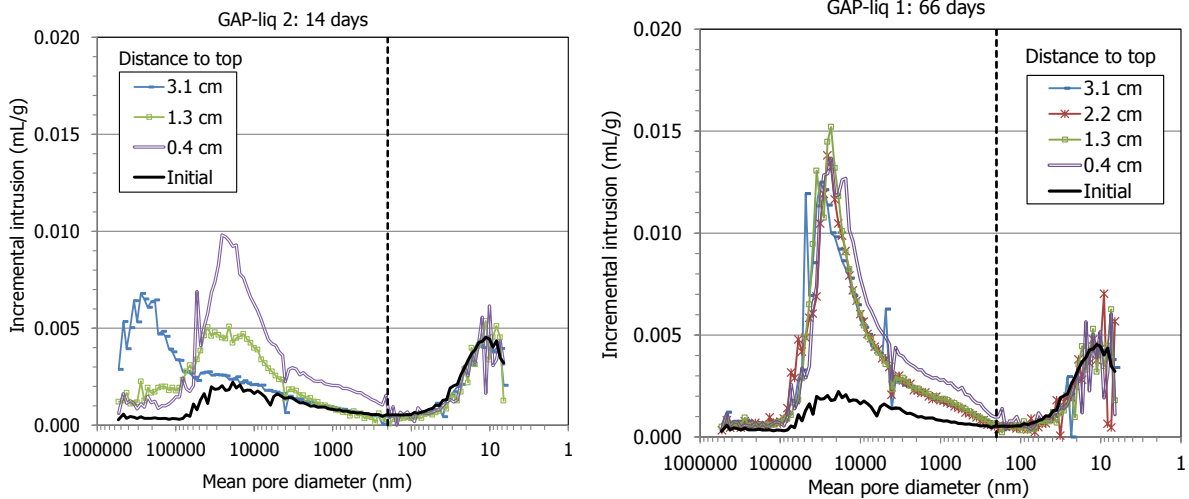 GAP-liq 2: 14 days
Incremental intrusion (mL/g)
0.020
0.015
0.010
0.005
0.000
Distance to top
3.1 cm
1.3 cm
0.4 cm
Initial
1000000 100000 10000 1000 100 10 1
Mean pore diameter (nm)
GAP-liq 1: 66 days
Incremental intrusion (mL/g)
0.020
0.015
0.010
0.005
0.000
Distance to top
3.1 cm
2.2 cm
1.3 cm
0.4 cm
Initial
1000000 100000 10000 1000 100 10 1
Mean pore diameter (nm)